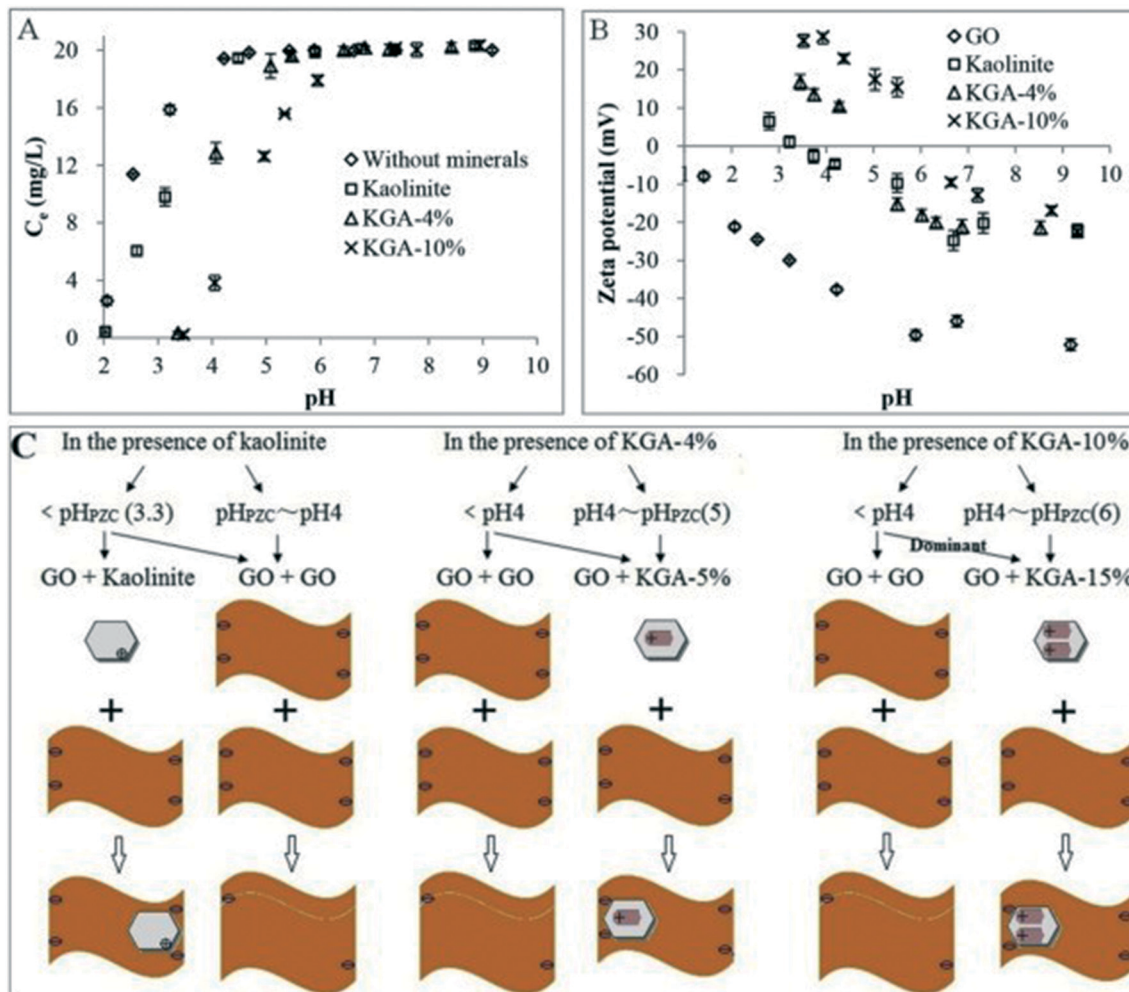 A
20
16
12
8
4
0
C_e (mg/L)
Without minerals
Kaolinite
KGA-4%
KGA-10%
2 3 4 5 6 7 8 9 10
pH
B
30
20
10
0
-10
-20
-30
-40
-50
-60
Zeta potential (mV)
GO
Kaolinite
KGA-4%
KGA-10%
1 2 3 4 5 6 7 8 9 10
pH
C
In the presence of kaolinite
In the presence of KGA-4%
In the presence of KGA-10%
< pHPZC (3.3)
pHPZC~pH4
< pH4
pH4~pHPZC(5)
< pH4
pH4~pHPZC(6)
Dominant
GO + Kaolinite
GO + GO
GO + GO
GO + KGA-5%
GO + GO
GO + KGA-15%